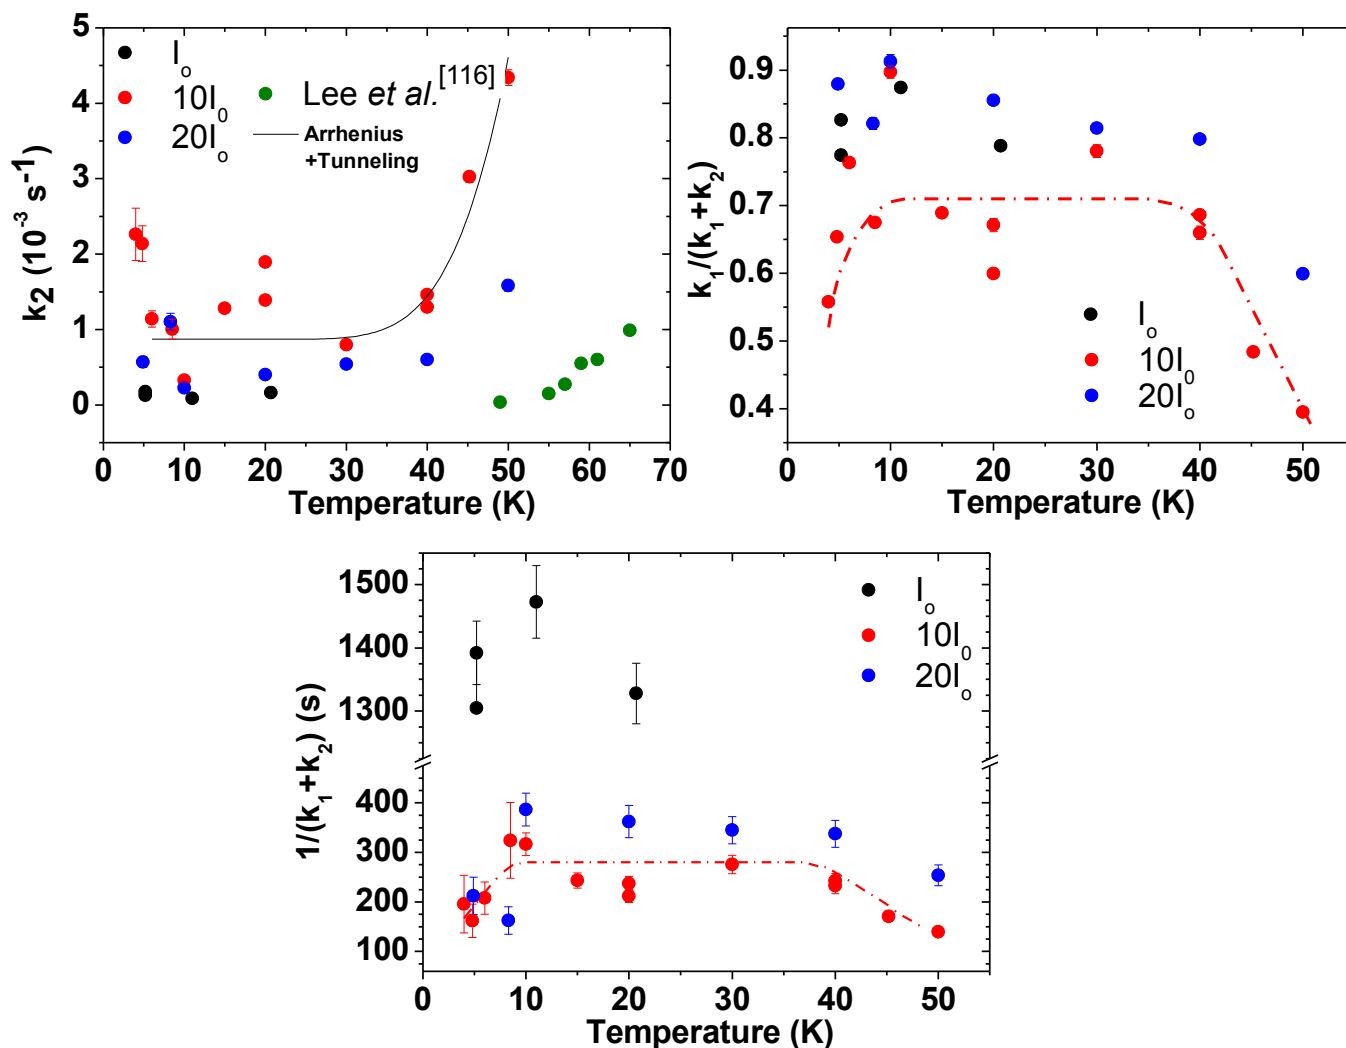 k₂ (10⁻³ s⁻¹)
5
4
3
2
1
0
I₀
10I₀
20I₀
Lee et al.[116]
Arrhenius
+Tunneling
0 10 20 30 40 50 60 70
Temperature (K)
k₁/(k₁+k₂)
0.9
0.8
0.7
0.6
0.5
0.4
I₀
10I₀
20I₀
0 10 20 30 40 50
Temperature (K)
1/(k₁+k₂) (s)
1500
1400
1300
400
300
200
100
I₀
10I₀
20I₀
0 10 20 30 40 50
Temperature (K)